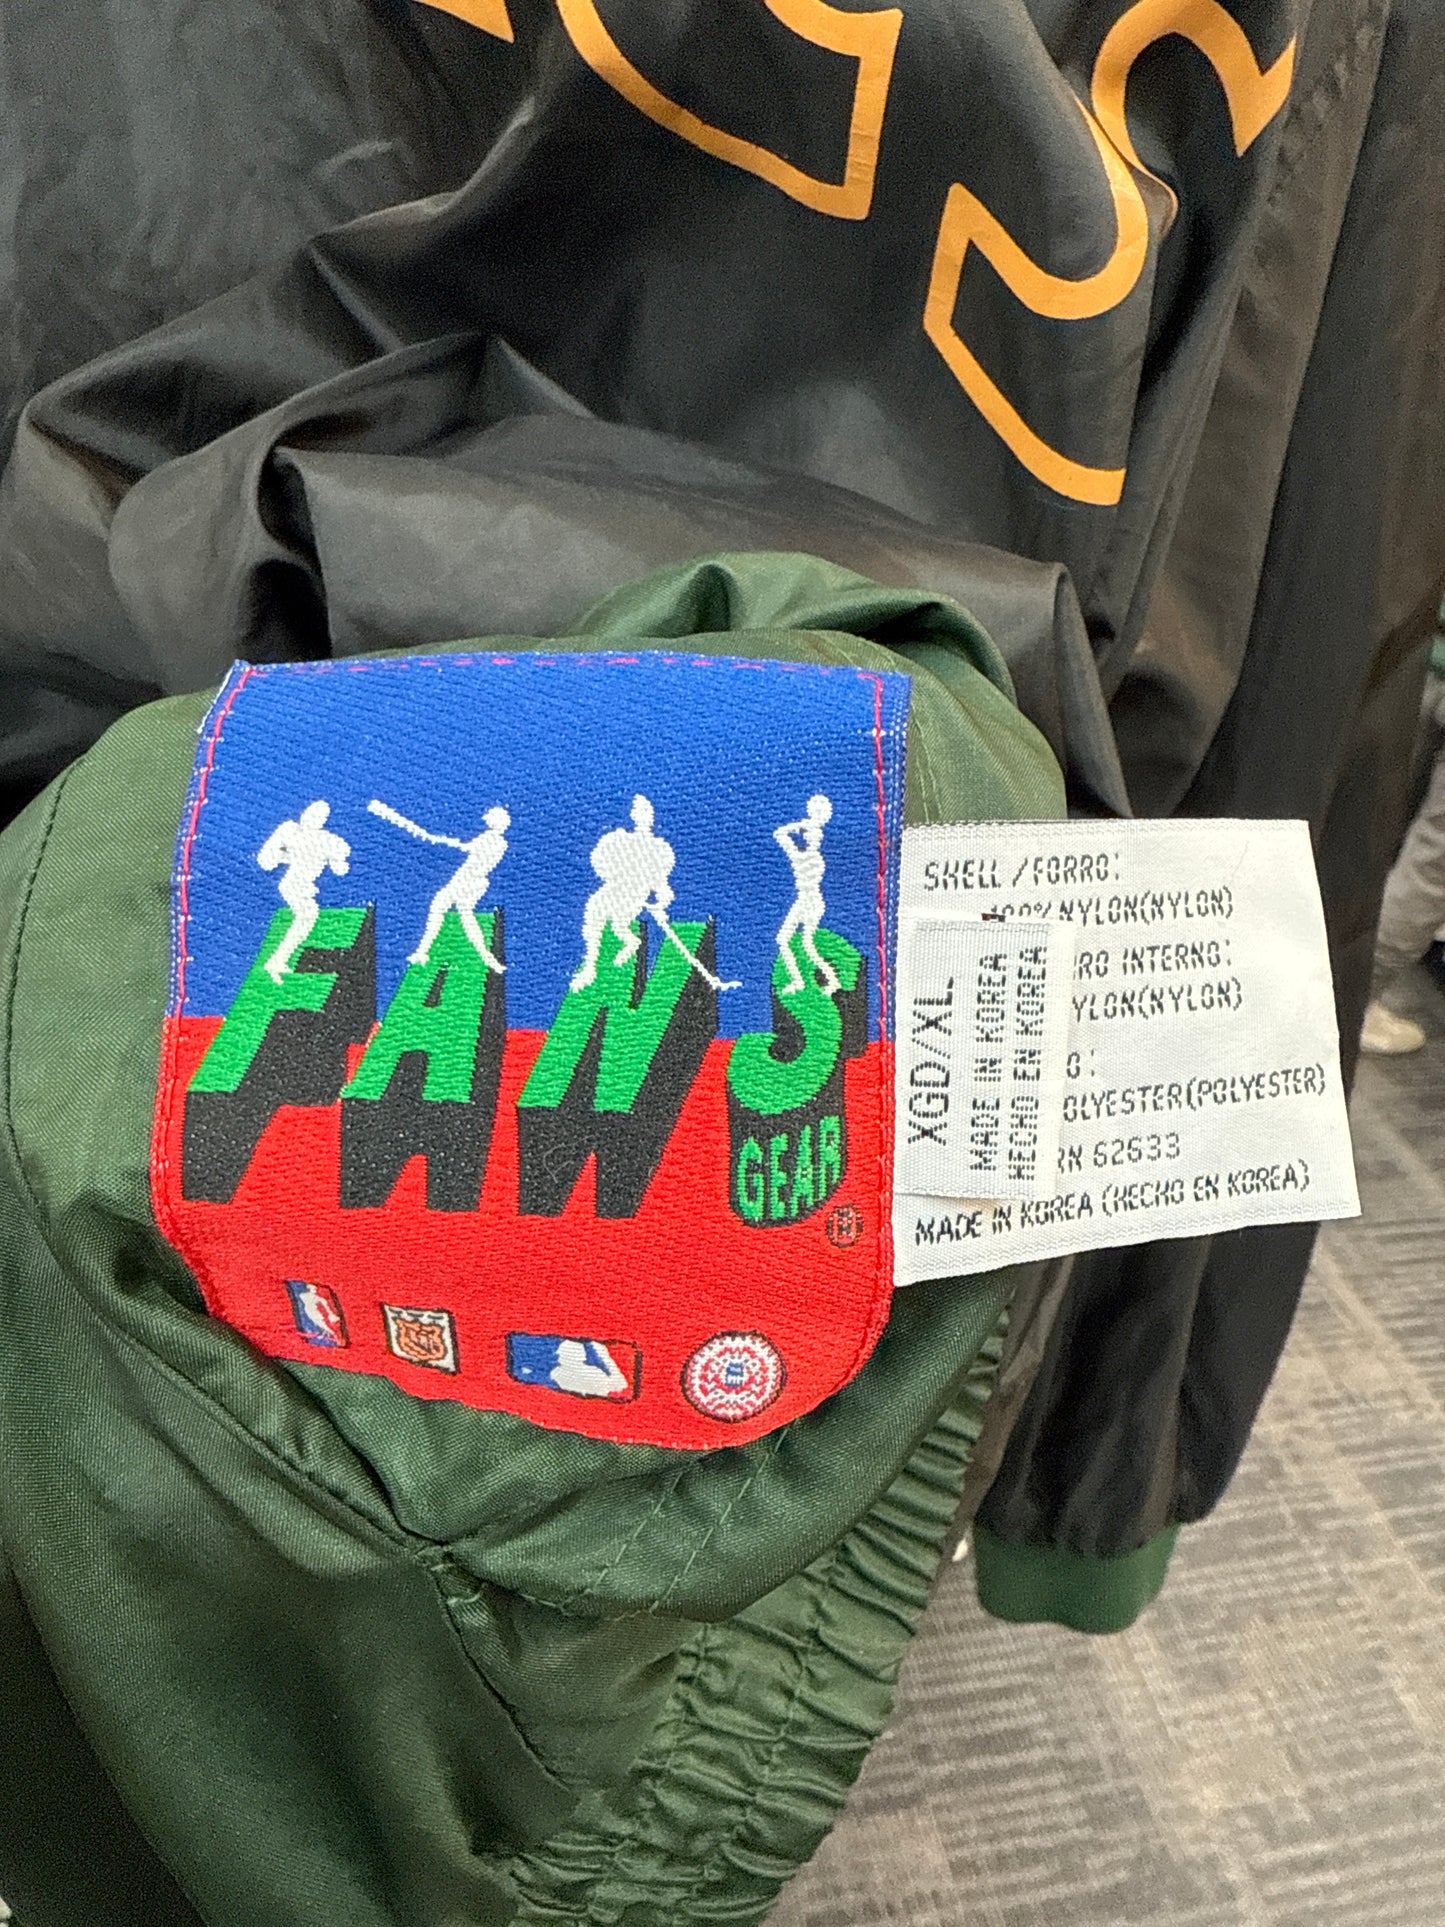 FANS
GEAR
®
SHELL /FORRO:
100% NYLON(NYLON)
RO INTERNO:
YLON(NYLON)
O:
OLYESTER(POLYESTER)
RN 62633
MADE IN KOREA (HECHO EN KOREA)
XGD/XL
MADE IN KOREA
HECHO EN KOREA